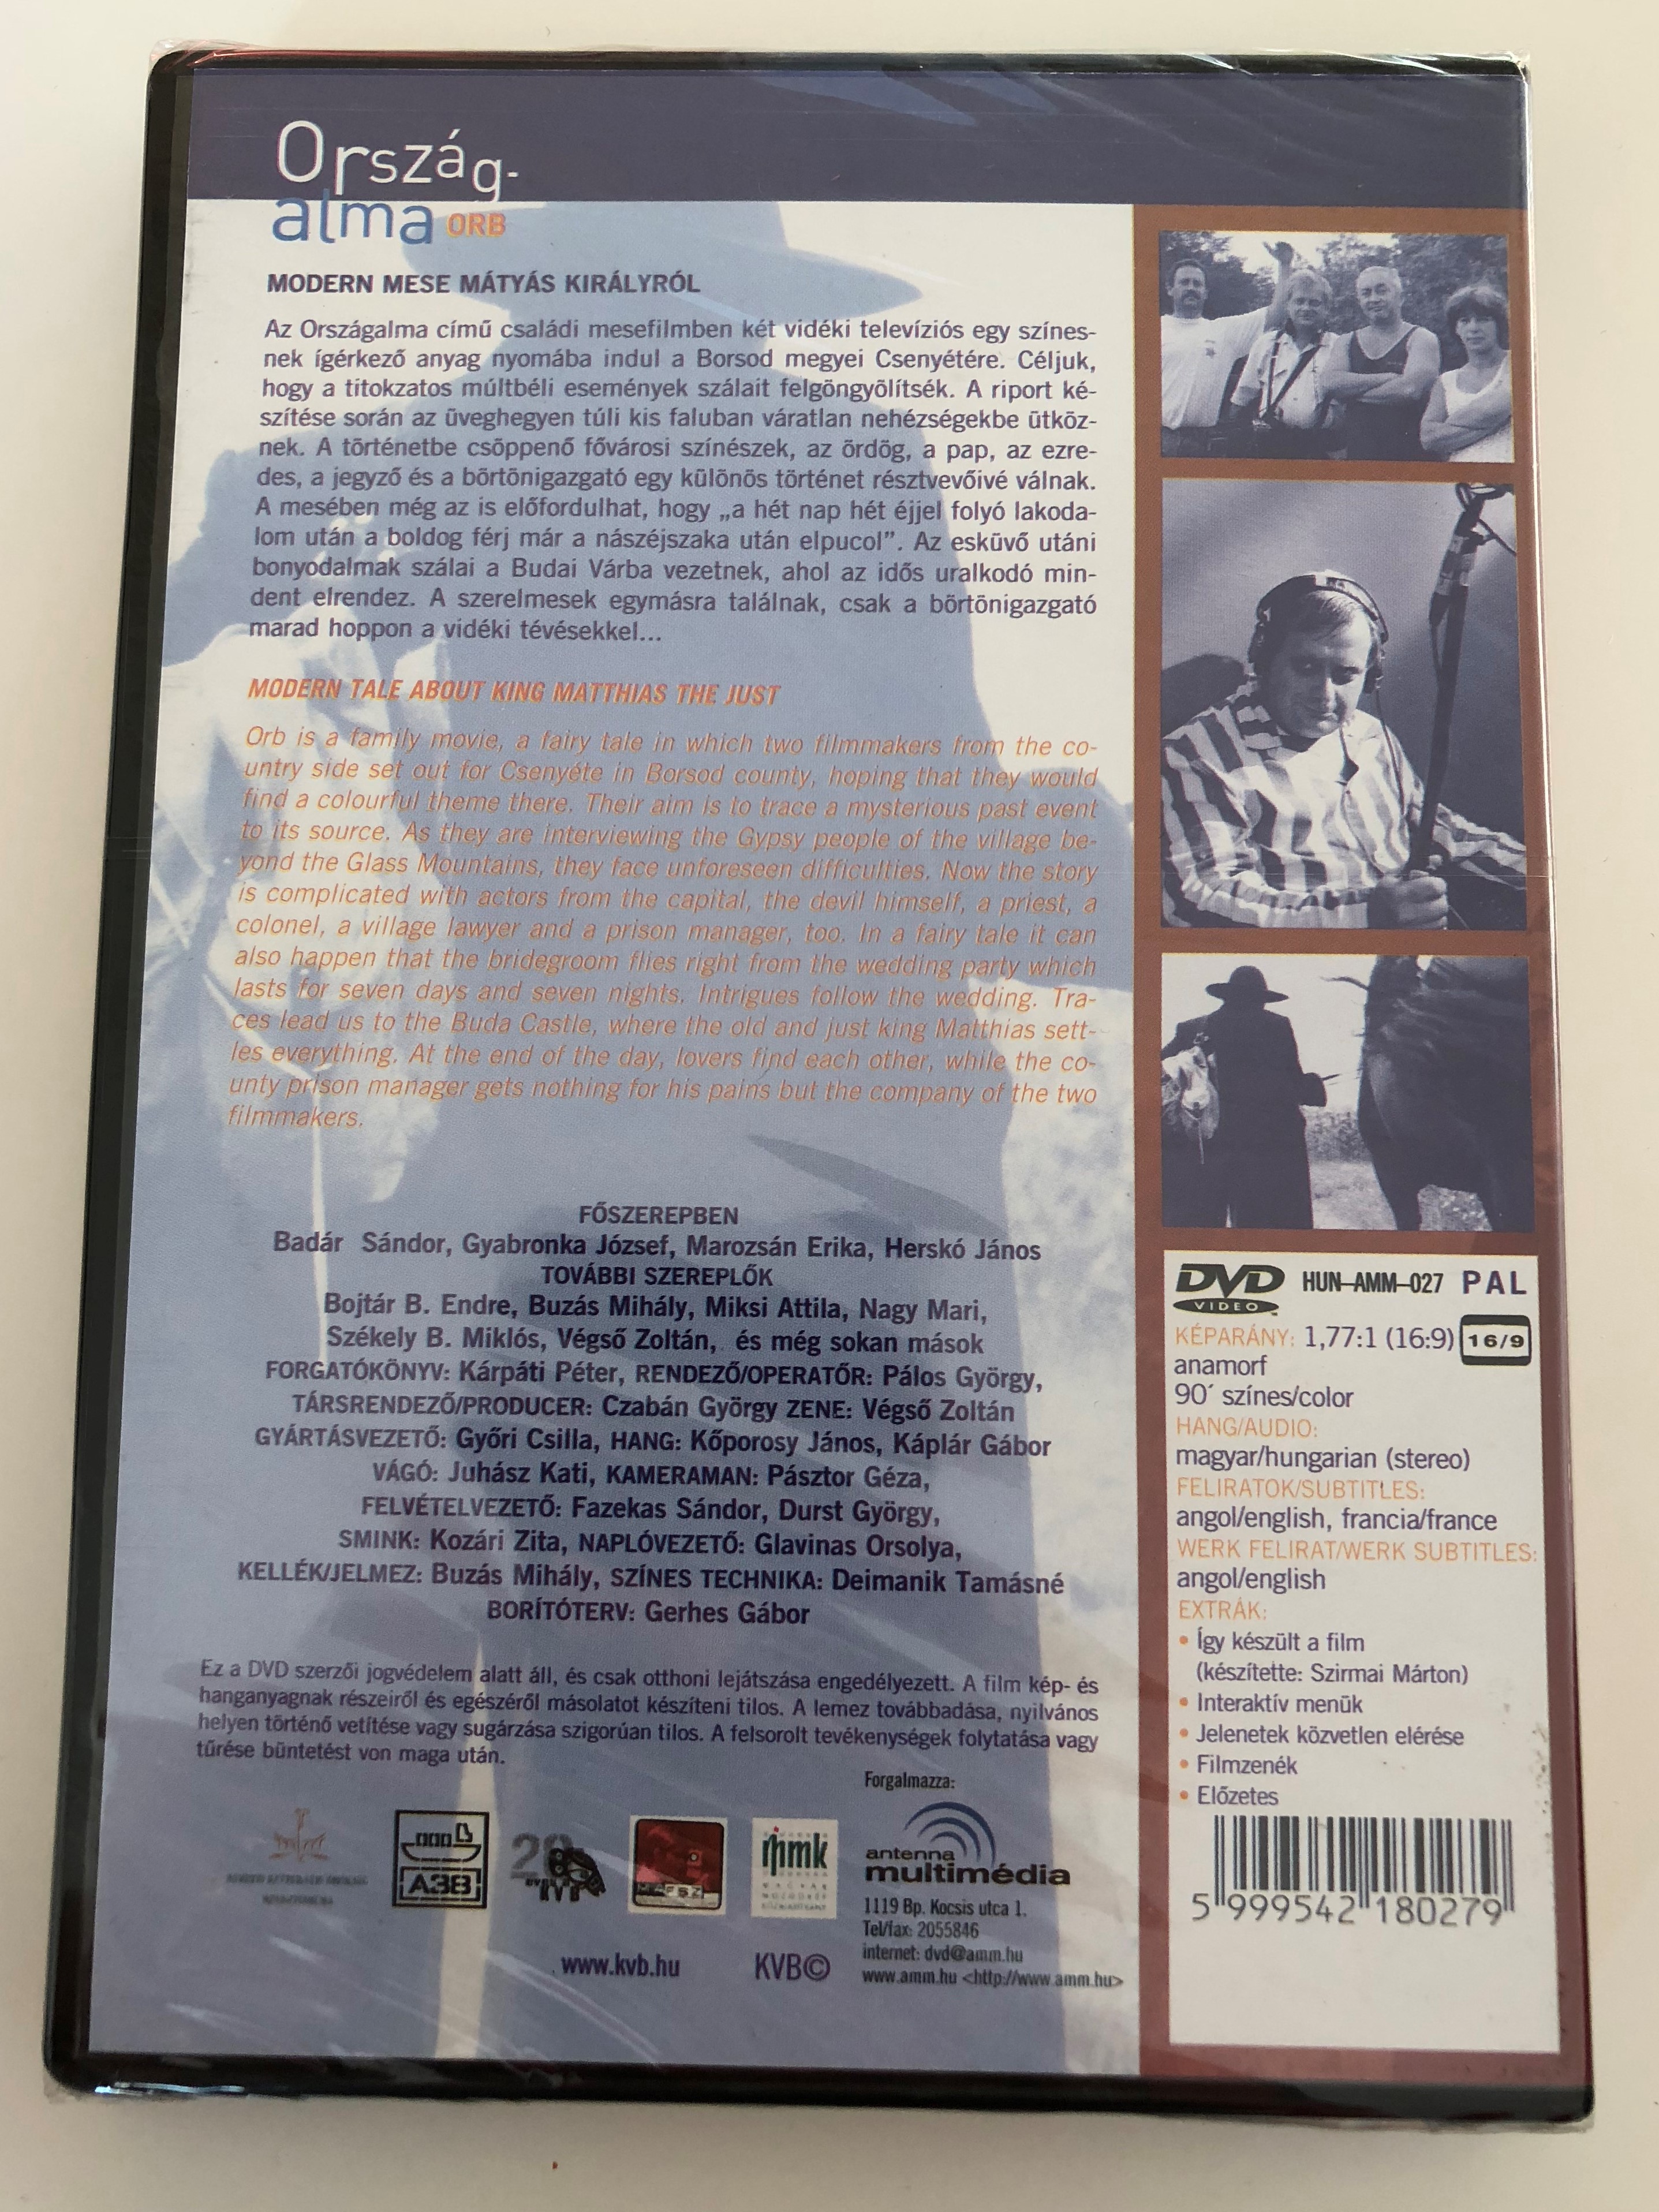 Ország-
alma ORB
MODERN MESE MÁTYÁS KIRÁLYRÓL
Az Országalma című családi mesefilmben két vidéki televíziós egy színes-
nek ígérkező anyag nyomába indul a Borsod megyei Csenyétére. Céljuk,
hogy a titokzatos múltbéli események szálait felgöngyölítsék. A riport ké-
szítése során az üveghegyen túli kis faluban váratlan nehézségekbe ütköz-
nek. A történetbe csöppenő fővárosi színészek, az ördög, a pap, az ezre-
des, a jegyző és a börtönigazgató egy különös történet résztvevőivé válnak.
A mesében még az is előfordulhat, hogy „a hét nap hét éjjel folyó lakoda-
lom után a boldog férj már a nászéjszaka után elpucol”. Az esküvő utáni
bonyodalmak szálai a Budai Várba vezetnek, ahol az idős uralkodó min-
dent elrendez. A szerelmesek egymásra találnak, csak a börtönigazgató
marad hoppon a vidéki tévésekkel...
MODERN TALE ABOUT KING MATTHIAS THE JUST
Orb is a family movie, a fairy tale in which two filmmakers from the co-
untry side set out for Csenyéte in Borsod county, hoping that they would
find a colourful theme there. Their aim is to trace a mysterious past event
to its source. As they are interviewing the Gypsy people of the village be-
yond the Glass Mountains, they face unforeseen difficulties. Now the story
is complicated with actors from the capital, the devil himself, a priest, a
colonel, a village lawyer and a prison manager, too. In a fairy tale it can
also happen that the bridegroom flies right from the wedding party which
lasts for seven days and seven nights. Intrigues follow the wedding. Tra-
ces lead us to the Buda Castle, where the old and just king Matthias sett-
les everything. At the end of the day, lovers find each other, while the co-
unty prison manager gets nothing for his pains but the company of the two
filmmakers.
FŐSZEREPBEN
Badár Sándor, Gyabronka József, Marozsán Erika, Herskó János
TOVÁBBI SZEREPLŐK
Bojtár B. Endre, Buzás Mihály, Miksi Attila, Nagy Mari,
Székely B. Miklós, Végső Zoltán, és még sokan mások
FORGATÓKÖNYV: Kárpáti Péter, RENDEZŐ/OPERATŐR: Pálos György,
TÁRSRENDEZŐ/PRODUCER: Czabán György ZENE: Végső Zoltán
GYÁRTÁSVEZETŐ: Győri Csilla, HANG: Kőporosy János, Káplár Gábor
VÁGÓ: Juhász Kati, KAMERAMAN: Pásztor Géza,
FELVÉTELVEZETŐ: Fazekas Sándor, Durst György,
SMINK: Kozári Zita, NAPLÓVEZETŐ: Glavinas Orsolya,
KELLÉK/JELMEZ: Buzás Mihály, SZÍNES TECHNIKA: Deimanik Tamásné
BORÍTÓTERV: Gerhes Gábor
Ez a DVD szerzői jogvédelem alatt áll, és csak otthoni lejátszása engedélyezett. A film kép- és
hanganyagnak részeiről és egészéről másolatot készíteni tilos. A lemez továbbadása, nyilvános
helyen történő vetítése vagy sugárzása szigorúan tilos. A felsorolt tevékenységek folytatása vagy
tűrése büntetést von maga után.
A38
mmk
www.kvb.hu KVB©
Forgalmazza:
antenna
multimédia
1119 Bp. Kocsis utca 1.
Tel/fax: 2055846
internet: dvd@amm.hu
www.amm.hu <http://www.amm.hu>
DVD VIDEO HUN–AMM–027 PAL
KÉPARÁNY: 1,77:1 (16:9) 16/9
anamorf
90´ színes/color
HANG/AUDIO:
magyar/hungarian (stereo)
FELIRATOK/SUBTITLES:
angol/english, francia/france
WERK FELIRAT/WERK SUBTITLES:
angol/english
EXTRÁK:
• Így készült a film
(készítette: Szirmai Márton)
• Interaktív menük
• Jelenetek közvetlen elérése
• Filmzenék
• Előzetes
5 999542 180279